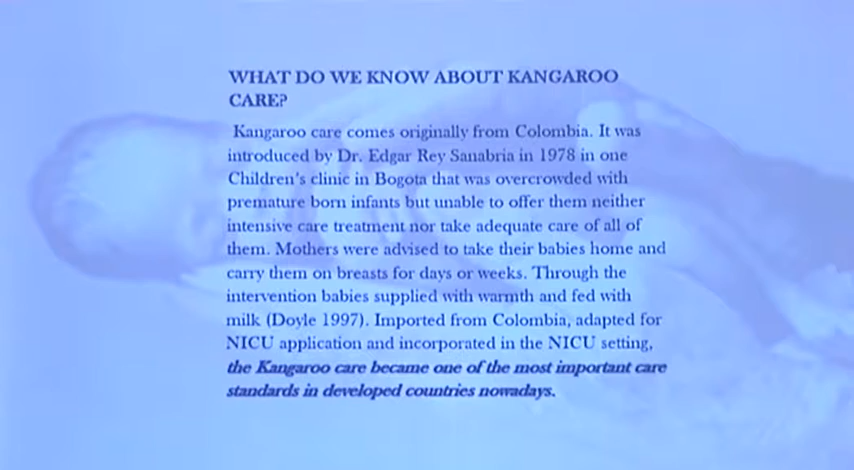 WHAT DO WE KNOW ABOUT KANGAROO
CARE?
Kangaroo care comes originally from Colombia. It was
introduced by Dr. Edgar Rey Sanabria in 1978 in one
Children's clinic in Bogota that was overcrowded with
premature born infants but unable to offer them neither
intensive care treatment nor take adequate care of all of
them. Mothers were advised to take their babies home and
carry them on breasts for days or weeks. Through the
intervention babies supplied with warmth and fed with
milk (Doyle 1997). Imported from Colombia, adapted for
NICU application and incorporated in the NICU setting,
the Kangaroo care became one of the most important care
standards in developed countries nowadays.